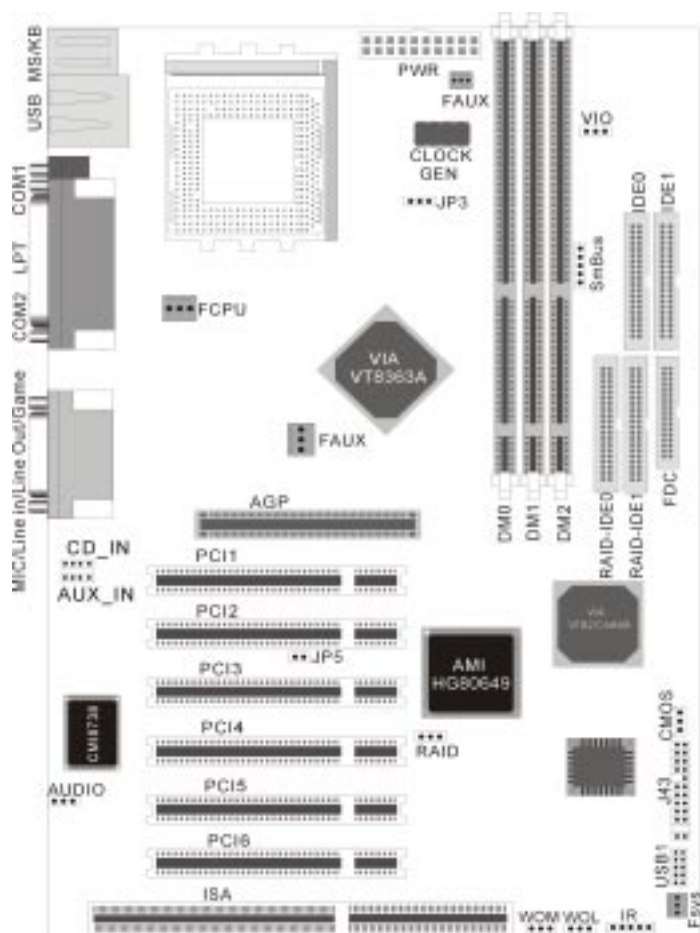 MS/KB
USB
COM1
LPT
COM2
MIC/Line in/Line Out/Game
PWR
FAUX
VIO
CLOCK
GEN
JP3
IDE0
IDE1
SmBus
FCPU
VIA
VT8363A
FAUX
AGP
DM0
DM1
DM2
RAID-IDE0
RAID-IDE1
FDC
CD_IN
AUX_IN
PCI1
PCI2
JP5
PCI3
AMI
HG80649
VIA
CMI8738
PCI4
RAID
CMOS
AUDIO
PCI5
J43
PCI6
USB1
ISA
WOM
WOL
IR